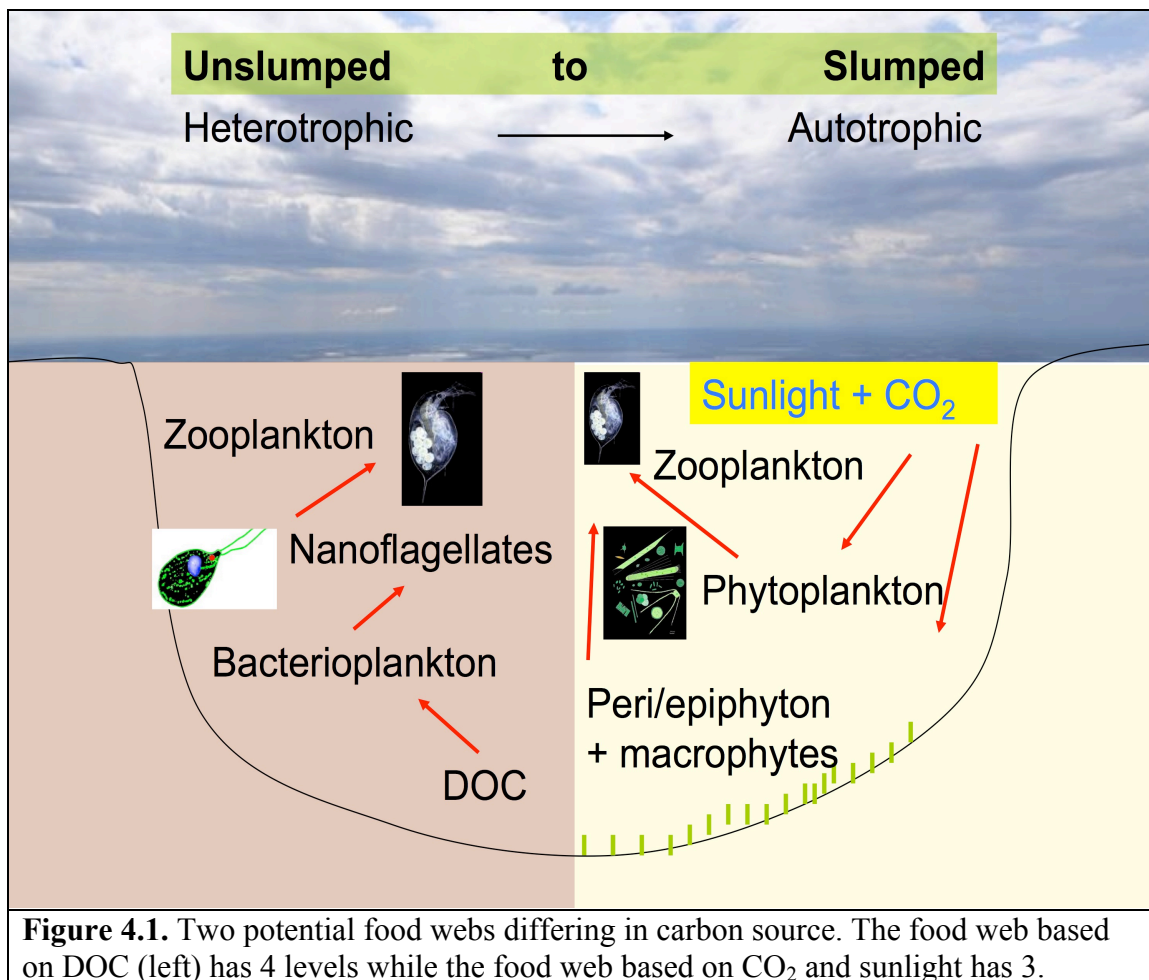 Unslumped to Slumped
Heterotrophic Autotrophic
Zooplankton
Nanoflagellates
Bacterioplankton
DOC
Sunlight + CO₂
Zooplankton
Phytoplankton
Peri/epiphyton
+ macrophytes
Figure 4.1. Two potential food webs differing in carbon source. The food web based
on DOC (left) has 4 levels while the food web based on CO₂ and sunlight has 3.